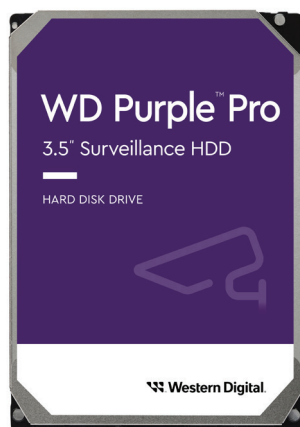 WD Purple™ Pro
3.5" Surveillance HDD
HARD DISK DRIVE
Western Digital.